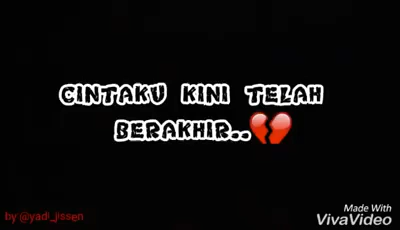 CINTAKU KINI TELAH
BERAKHIR..💔
by @yadi_jissen
Made With
VivaVideo